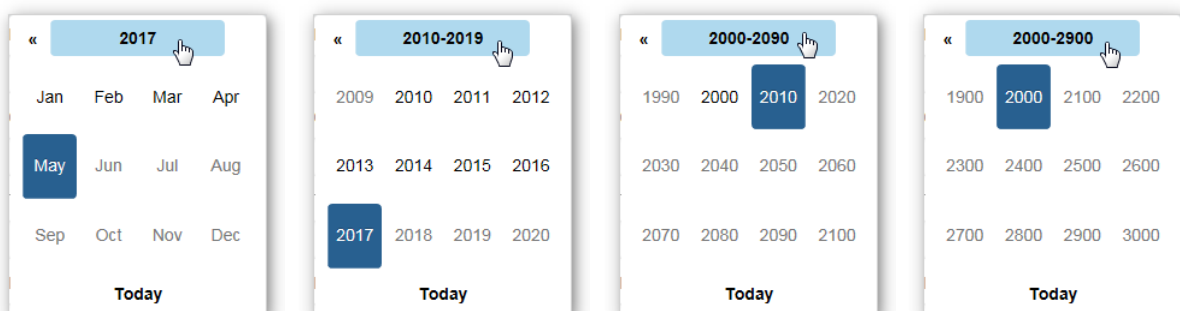 « 2017
Jan Feb Mar Apr
May Jun Jul Aug
Sep Oct Nov Dec
Today
« 2010-2019
2009 2010 2011 2012
2013 2014 2015 2016
2017 2018 2019 2020
Today
« 2000-2090
1990 2000 2010 2020
2030 2040 2050 2060
2070 2080 2090 2100
Today
« 2000-2900
1900 2000 2100 2200
2300 2400 2500 2600
2700 2800 2900 3000
Today